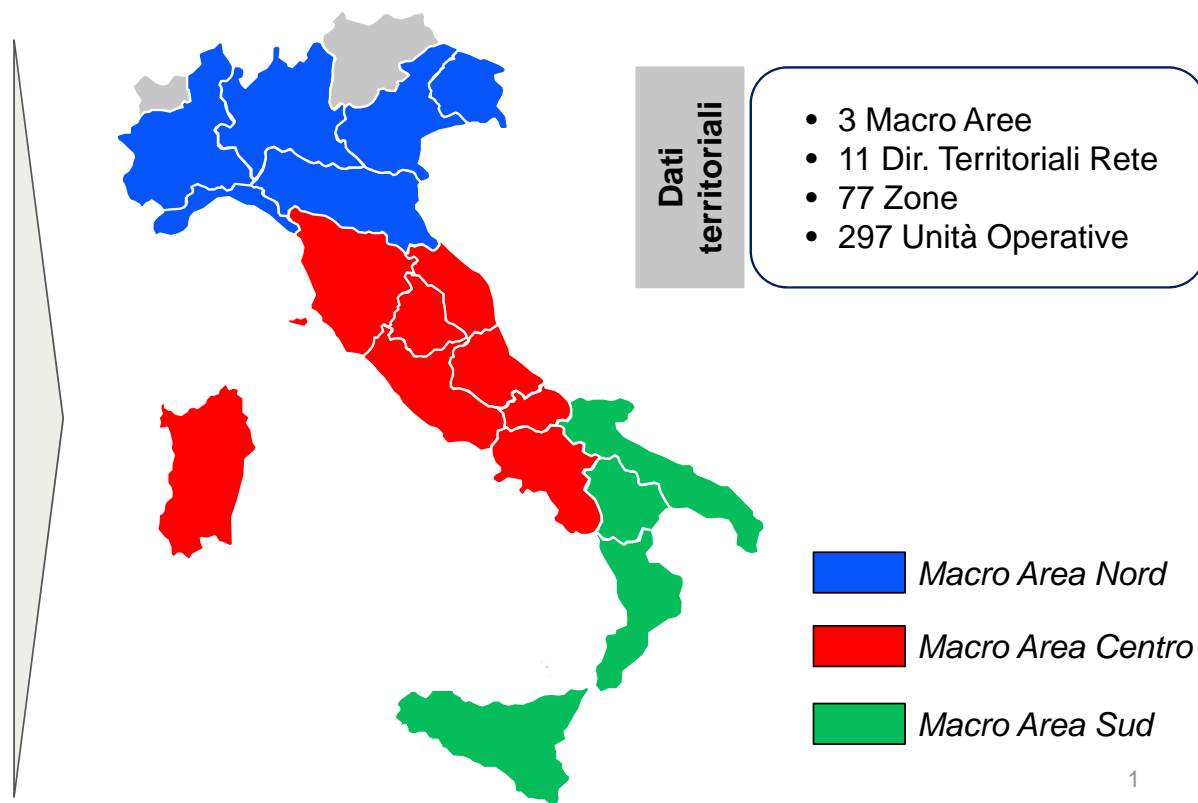 Dati
territoriali
• 3 Macro Aree
• 11 Dir. Territoriali Rete
• 77 Zone
• 297 Unità Operative
Macro Area Nord
Macro Area Centro
Macro Area Sud
1